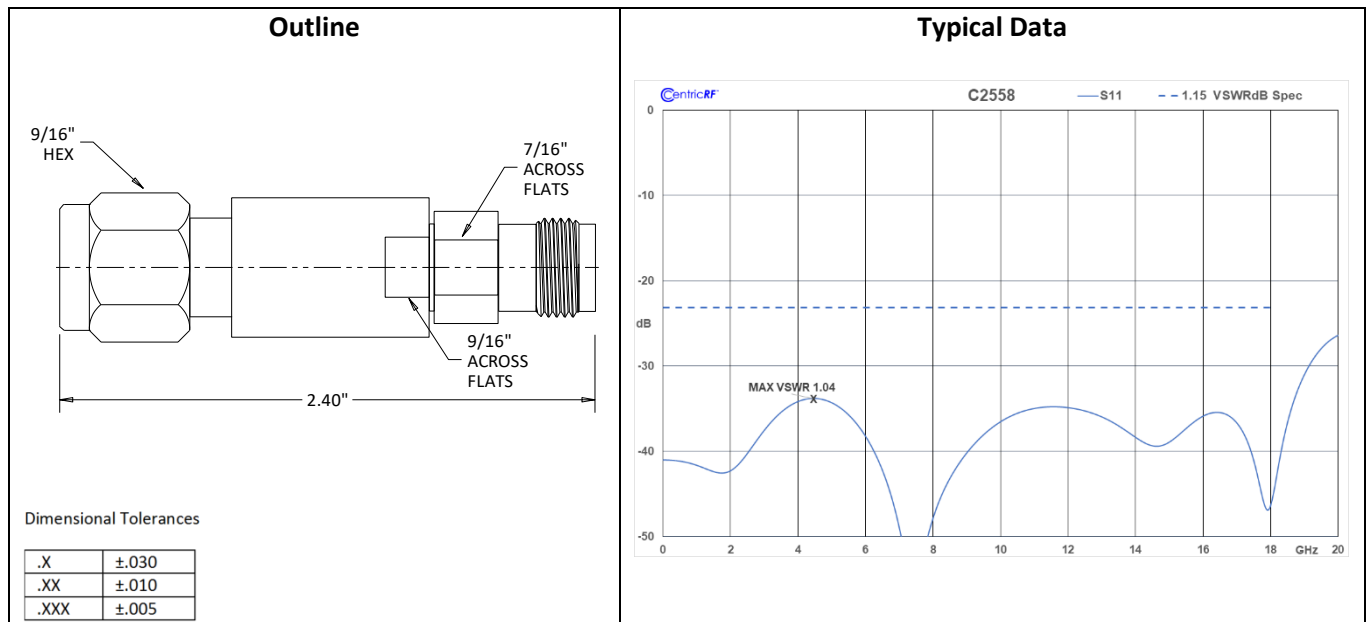 Outline
9/16"
HEX
7/16"
ACROSS
FLATS
9/16"
ACROSS
FLATS
2.40"
Dimensional Tolerances
.X ±.030
.XX ±.010
.XXX ±.005
Typical Data
CentricRF™
C2558
S11
1.15 VSWRdB Spec
0
-10
-20
dB
-30
MAX VSWR 1.04
X
-40
-50
0 2 4 6 8 10 12 14 16 18 GHz 20